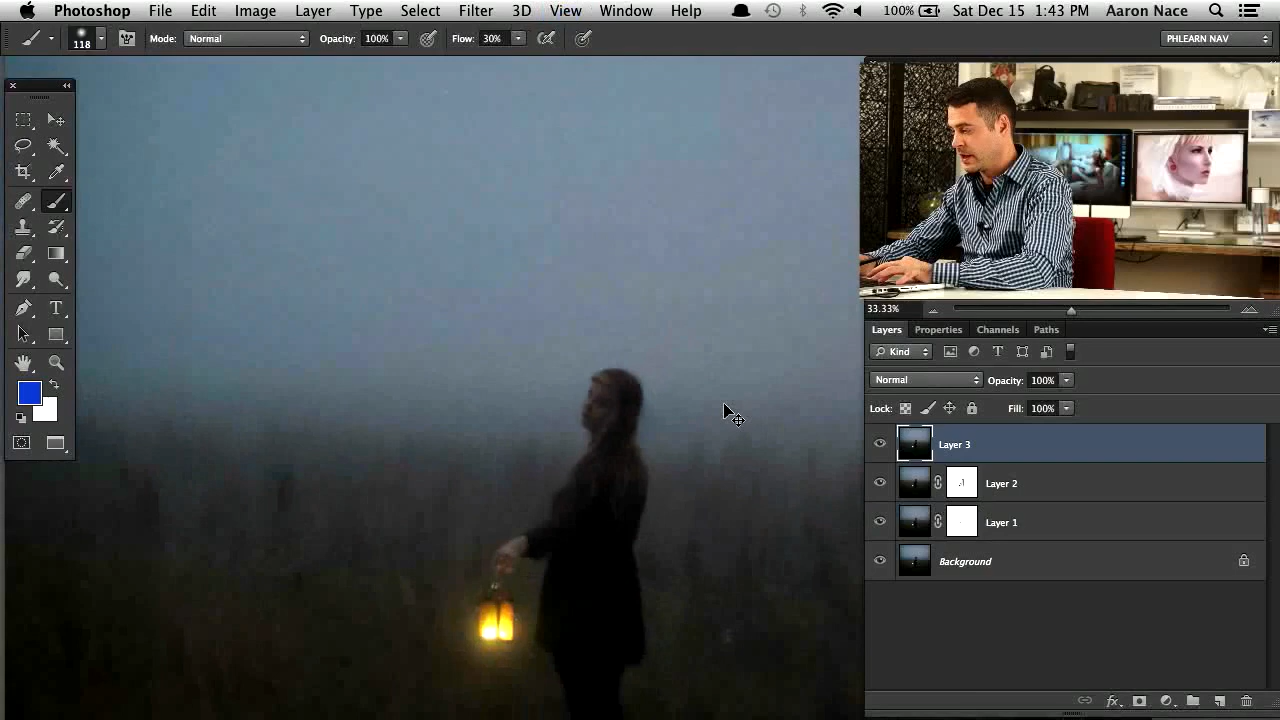 Photoshop File Edit Image Layer Type Select Filter 3D View Window Help 100% Sat Dec 15 1:43 PM Aaron Nace
118 Mode: Normal Opacity: 100% Flow: 30% PHLEARN NAV
33.33%
Layers Properties Channels Paths
Kind
Normal Opacity: 100%
Lock: Fill: 100%
Layer 3
Layer 2
Layer 1
Background